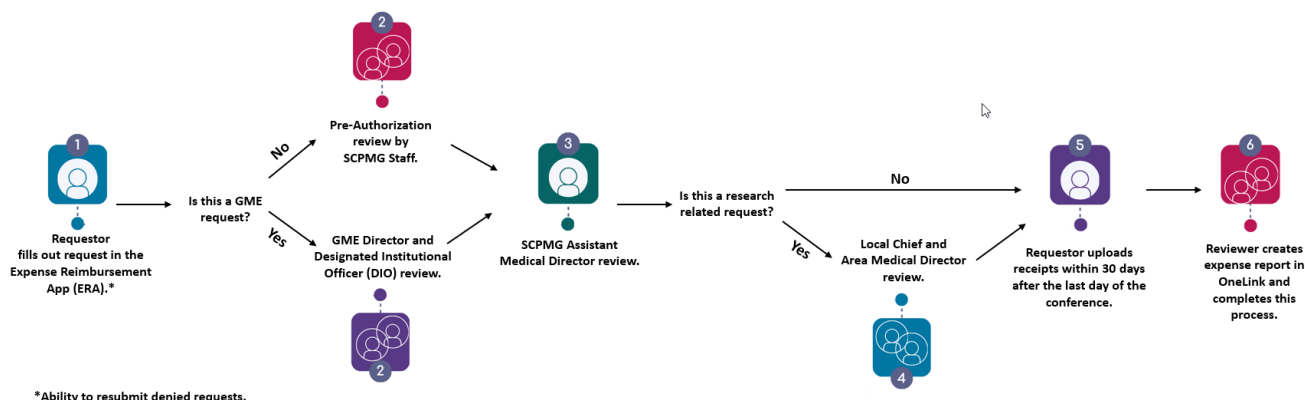 1
Requestor
fills out request in the
Expense Reimbursement
App (ERA).*
Is this a GME
request?
No
Yes
2
Pre-Authorization
review by
SCPMG Staff.
GME Director and
Designated Institutional
Officer (DIO) review.
2
3
SCPMG Assistant
Medical Director review.
Is this a research
related request?
No
Yes
Local Chief and
Area Medical Director
review.
4
5
Requestor uploads
receipts within 30 days
after the last day of the
conference.
6
Reviewer creates
expense report in
OneLink and
completes this
process.
*Ability to resubmit denied requests.